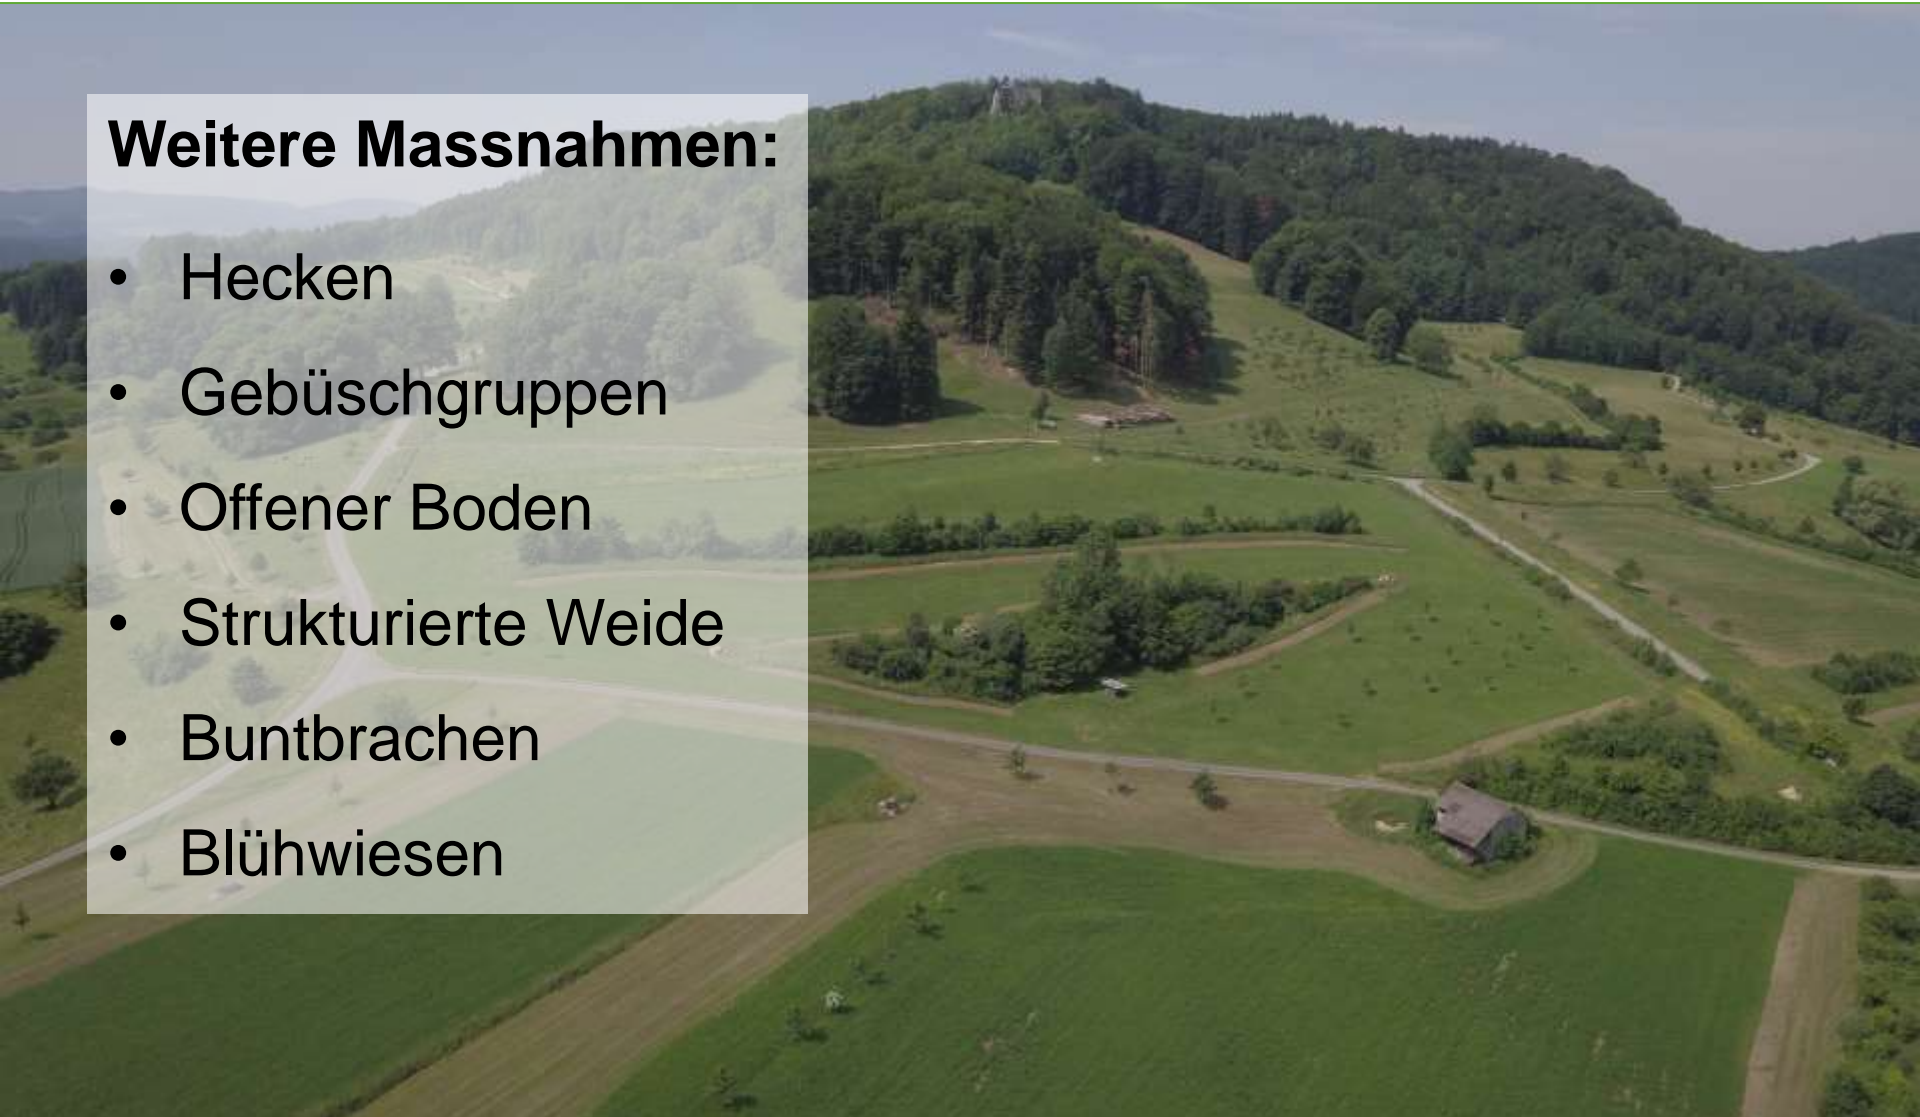 Weitere Massnahmen:
• Hecken
• Gebüschgruppen
• Offener Boden
• Strukturierte Weide
• Buntbrachen
• Blühwiesen